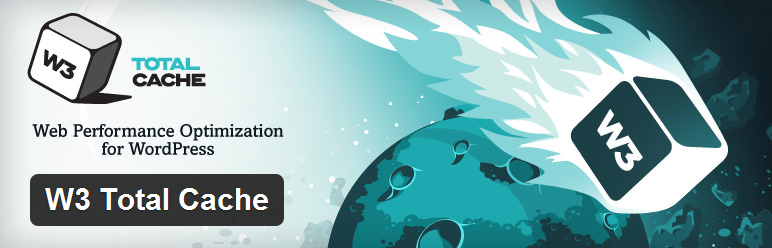 W3
TOTAL
CACHE
Web Performance Optimization
for WordPress
W3 Total Cache
W3